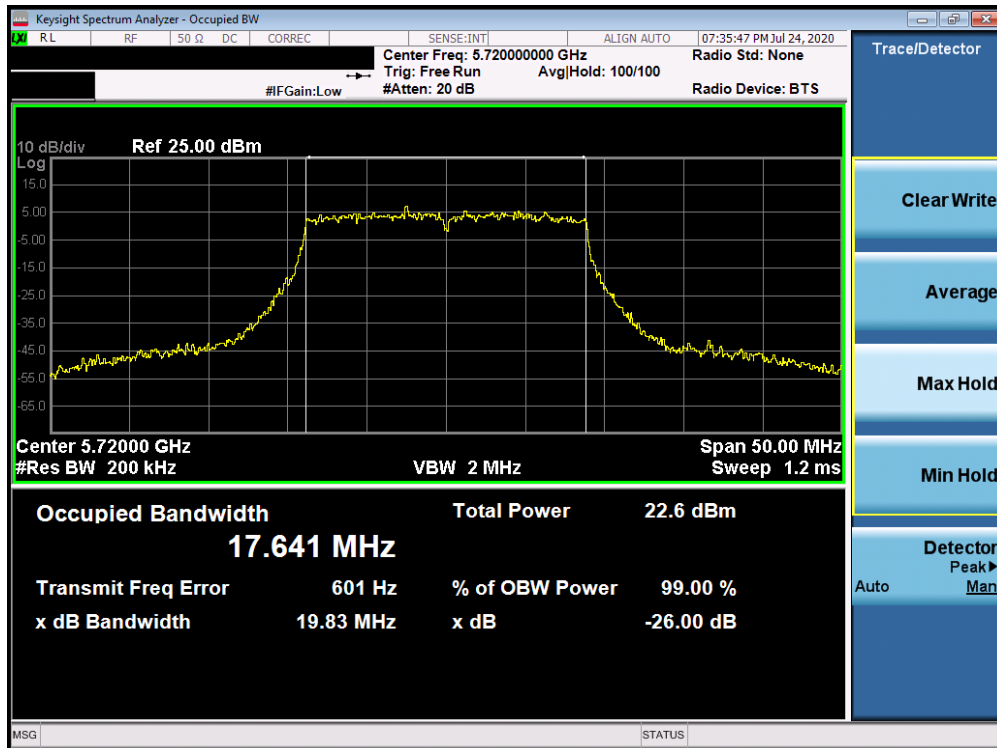 Keysight Spectrum Analyzer - Occupied BW
LXI RL RF 50 Ω DC CORREC SENSE:INT ALIGN AUTO 07:35:47 PM Jul 24, 2020
Center Freq: 5.720000000 GHz Radio Std: None
Trig: Free Run Avg|Hold: 100/100
#IFGain:Low #Atten: 20 dB Radio Device: BTS
10 dB/div Ref 25.00 dBm
Log
15.0
5.00
-5.00
-15.0
-25.0
-35.0
-45.0
-55.0
-65.0
Center 5.72000 GHz Span 50.00 MHz
#Res BW 200 kHz VBW 2 MHz Sweep 1.2 ms
Occupied Bandwidth Total Power 22.6 dBm
17.641 MHz
Transmit Freq Error 601 Hz % of OBW Power 99.00 %
x dB Bandwidth 19.83 MHz x dB -26.00 dB
MSG STATUS
Trace/Detector
Clear Write
Average
Max Hold
Min Hold
Detector
Peak▶
Auto Man